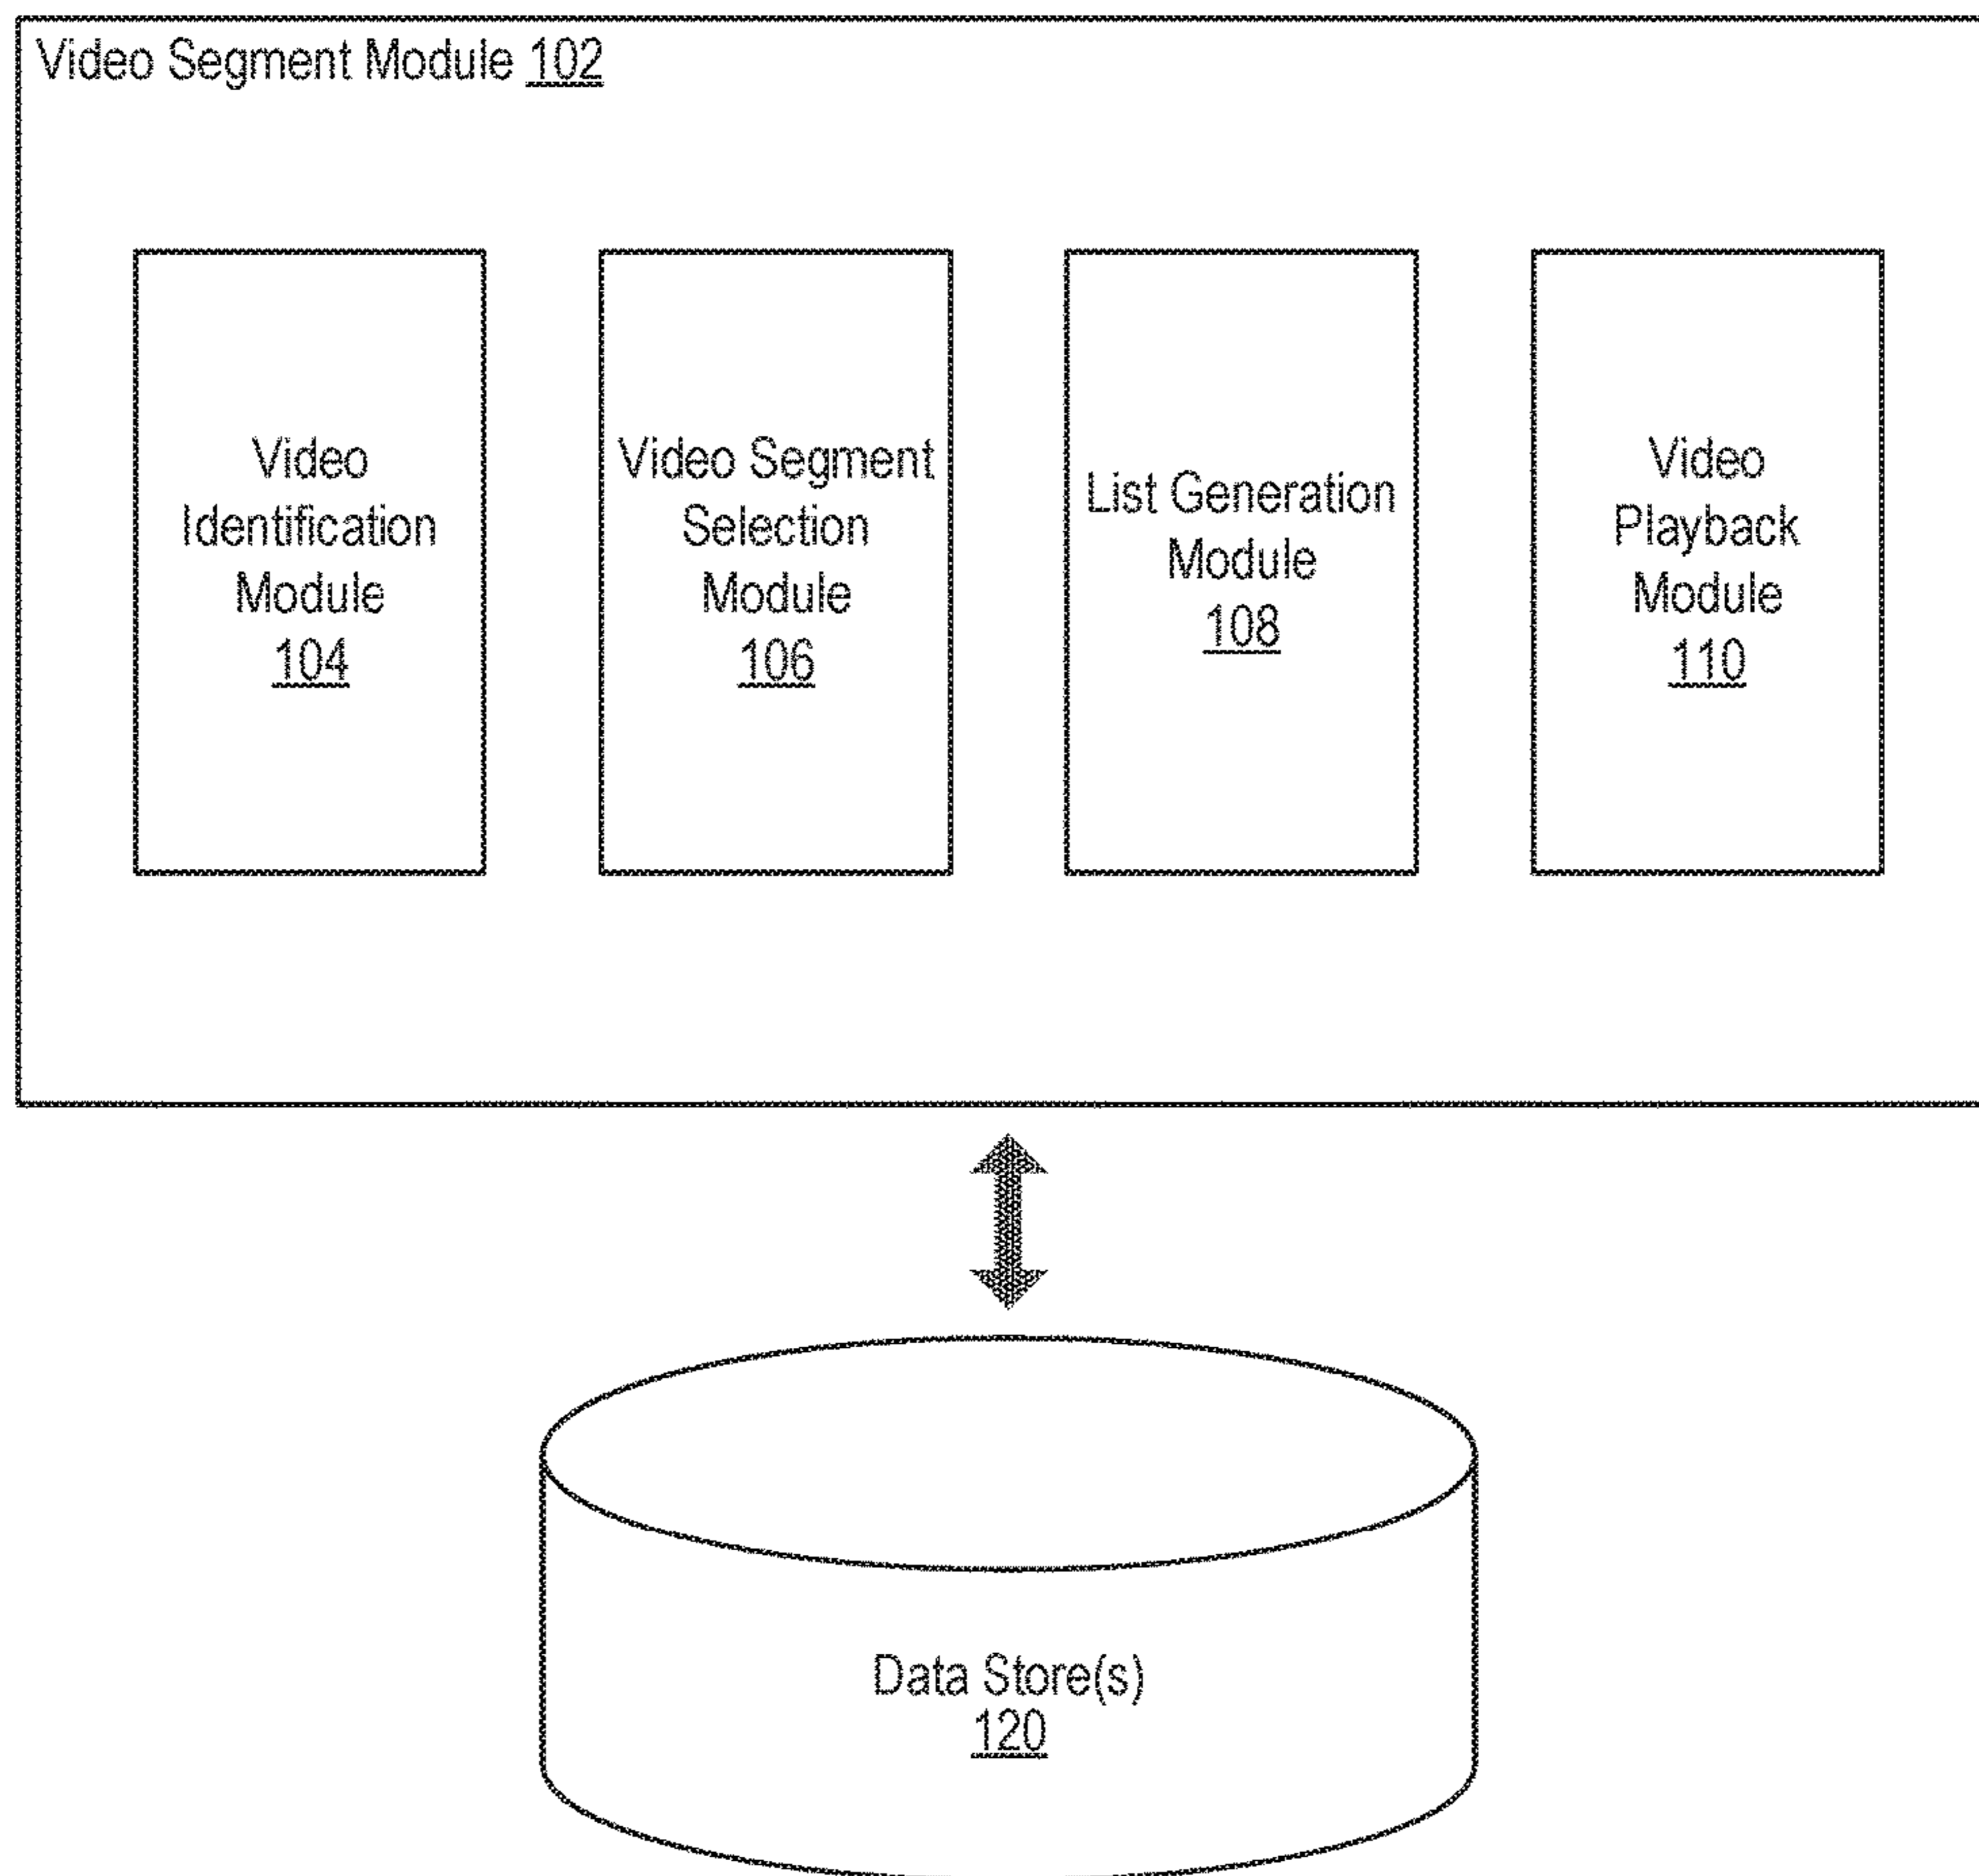 Video Segment Module 102
Video
Identification
Module
104
Video Segment
Selection
Module
106
List Generation
Module
108
Video
Playback
Module
110
Data Store(s)
120